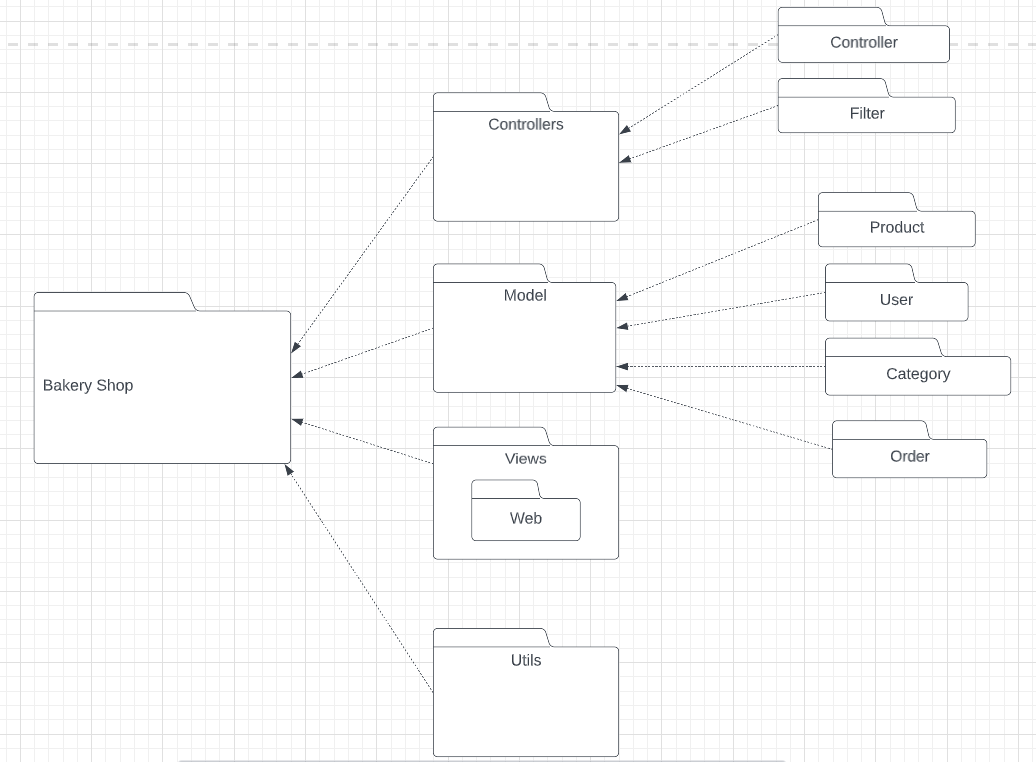 Controller
Filter
Controllers
Product
User
Model
Category
Bakery Shop
Order
Views
Web
Utils